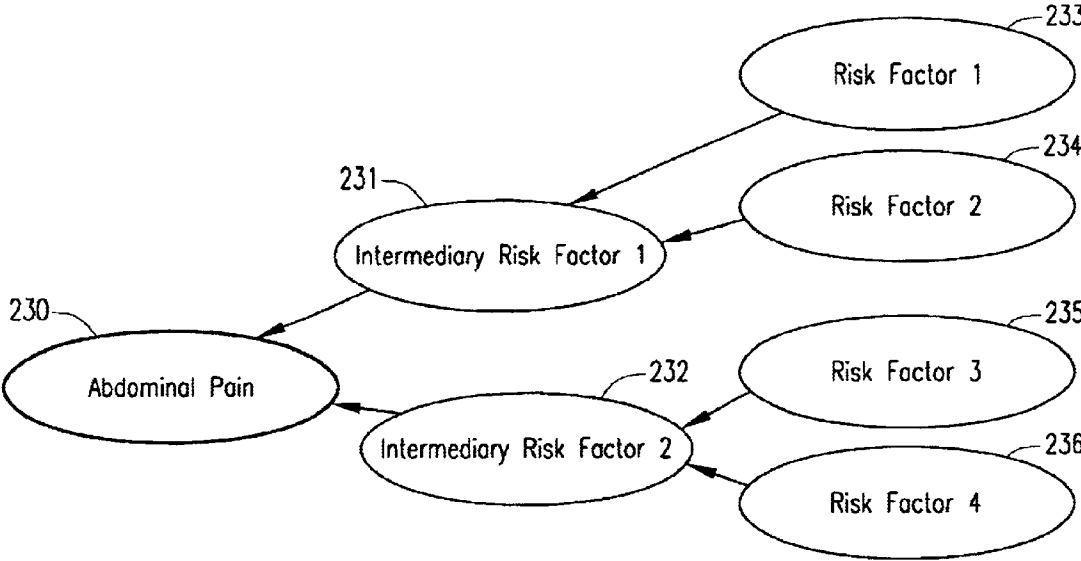 233
Risk Factor 1
234
231
Risk Factor 2
Intermediary Risk Factor 1
230
235
Abdominal Pain
232
Risk Factor 3
Intermediary Risk Factor 2
236
Risk Factor 4